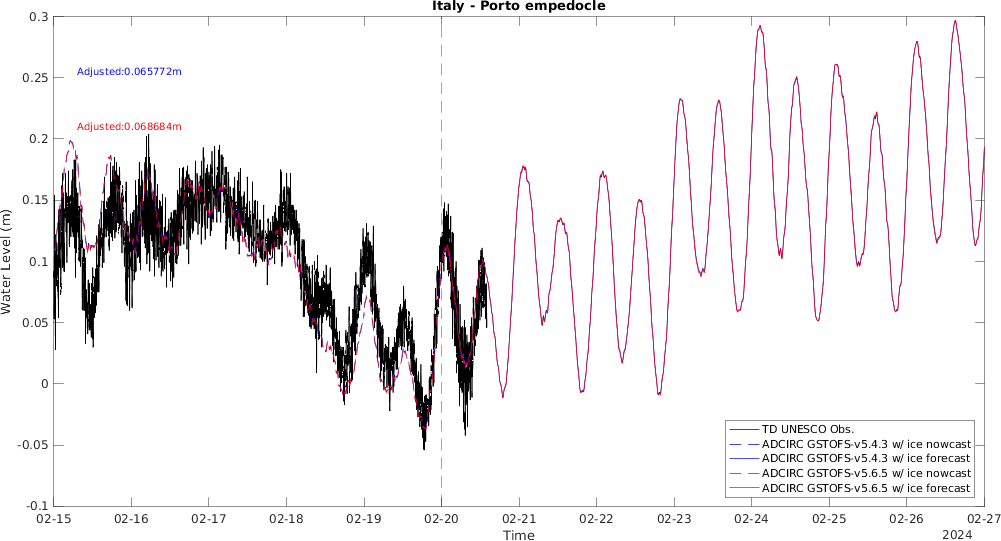 Italy - Porto empedocle
0.3
0.25
0.2
0.15
0.1
0.05
0
-0.05
-0.1
Water Level (m)
Adjusted:0.065772m
Adjusted:0.068684m
TD UNESCO Obs.
ADCIRC GSTOFS-v5.4.3 w/ ice nowcast
ADCIRC GSTOFS-v5.4.3 w/ ice forecast
ADCIRC GSTOFS-v5.6.5 w/ ice nowcast
ADCIRC GSTOFS-v5.6.5 w/ ice forecast
02-15 02-16 02-17 02-18 02-19 02-20 02-21 02-22 02-23 02-24 02-25 02-26 02-27
Time
2024